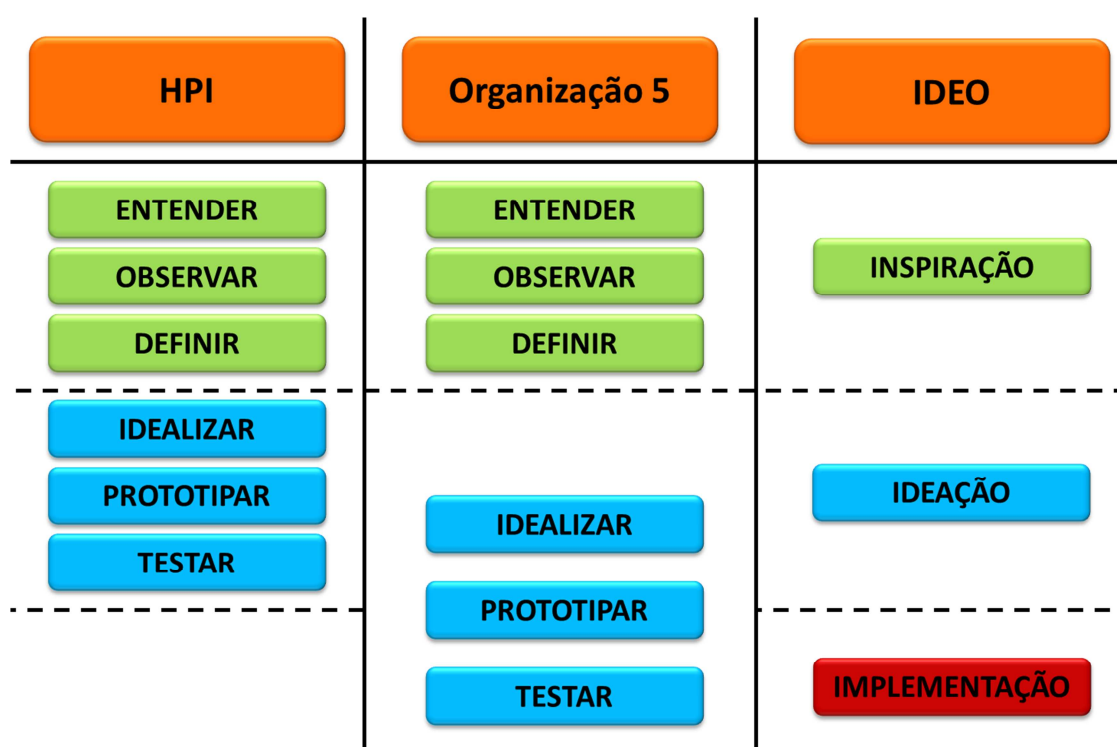 HPI
Organização 5
IDEO
ENTENDER
OBSERVAR
DEFINIR
ENTENDER
OBSERVAR
DEFINIR
INSPIRAÇÃO
IDEALIZAR
PROTOTIPAR
TESTAR
IDEALIZAR
PROTOTIPAR
TESTAR
IDEAÇÃO
IMPLEMENTAÇÃO